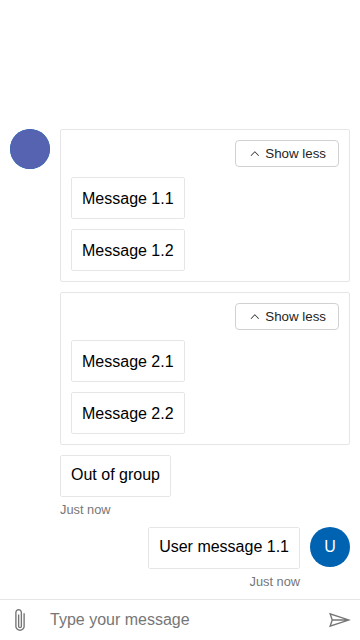 Show less
Message 1.1
Message 1.2
Show less
Message 2.1
Message 2.2
Out of group
Just now
User message 1.1
U
Just now
Type your message